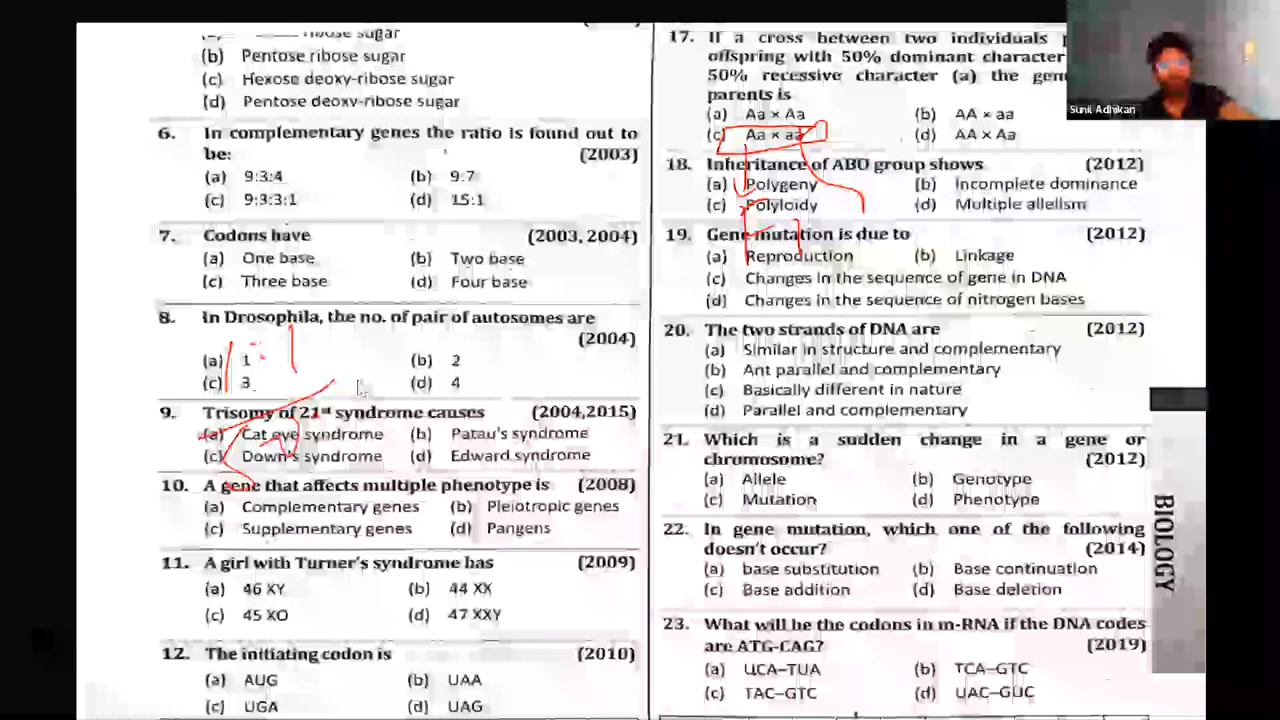 ribose sugar
(b) Pentose ribose sugar
(c) Hexose deoxy-ribose sugar
(d) Pentose deoxy-ribose sugar
6. In complementary genes the ratio is found out to
be: (2003)
(a) 9:3:4 (b) 9:7
(c) 9:3:3:1 (d) 15:1
7. Codons have (2003, 2004)
(a) One base (b) Two base
(c) Three base (d) Four base
8. In Drosophila, the no. of pair of autosomes are
(2004)
(a) 1 (b) 2
(c) 3 (d) 4
9. Trisomy of 21st syndrome causes (2004,2015)
(a) Cat eye syndrome (b) Patau's syndrome
(c) Down's syndrome (d) Edward syndrome
10. A gene that affects multiple phenotype is (2008)
(a) Complementary genes (b) Pleiotropic genes
(c) Supplementary genes (d) Pangens
11. A girl with Turner's syndrome has (2009)
(a) 46 XY (b) 44 XX
(c) 45 XO (d) 47 XXY
12. The initiating codon is (2010)
(a) AUG (b) UAA
(c) UGA (d) UAG
17. If a cross between two individuals
offspring with 50% dominant character
50% recessive character (a) the
parents is
(a) Aa × Aa (b) AA × aa
(c) Aa × aa (d) AA × Aa
18. Inheritance of ABO group shows (2012)
(a) Polygeny (b) Incomplete dominance
(c) Polyloidy (d) Multiple allelism
19. Gene mutation is due to (2012)
(a) Reproduction (b) Linkage
(c) Changes in the sequence of gene in DNA
(d) Changes in the sequence of nitrogen bases
20. The two strands of DNA are (2012)
(a) Similar in structure and complementary
(b) Ant parallel and complementary
(c) Basically different in nature
(d) Parallel and complementary
21. Which is a sudden change in a gene or
chromosome? (2012)
(a) Allele (b) Genotype
(c) Mutation (d) Phenotype
22. In gene mutation, which one of the following
doesn't occur? (2014)
(a) base substitution (b) Base continuation
(c) Base addition (d) Base deletion
23. What will be the codons in m-RNA if the DNA codes
are ATG-CAG? (2019)
(a) UCA–TUA (b) TCA–GTC
(c) TAC–GTC (d) UAC–GUC
BIOLOGY
Sunil Adhikari